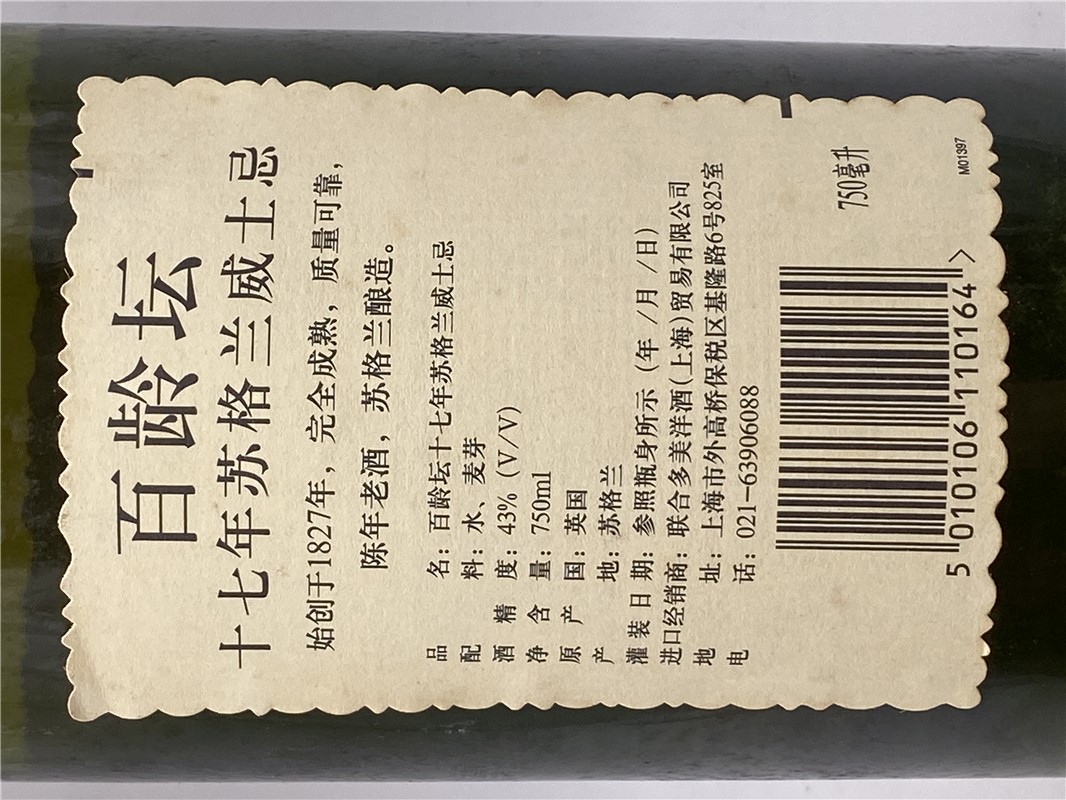 百龄坛
十七年苏格兰威士忌
始创于1827年，完全成熟，质量可靠，
陈年老酒，苏格兰酿造。
品名：百龄坛十七年苏格兰威士忌
配料：水、麦芽
酒精度：43%（V/V）
净含量：750ml
原产国：英国
产地：苏格兰
灌装日期：参照瓶身所示（年/月/日）
进口经销商：联合多美洋酒(上海)贸易有限公司
地址：上海市外高桥保税区基隆路6号825室
电话：021-63906088
5 010106 110164 >
750毫升
M01397